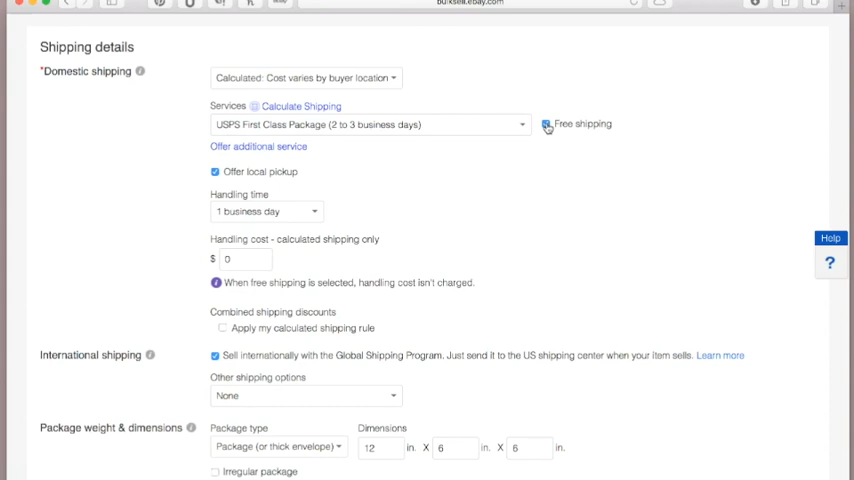 bulksell.ebay.com
Shipping details
*Domestic shipping
Calculated: Cost varies by buyer location
Services Calculate Shipping
USPS First Class Package (2 to 3 business days) Free shipping
Offer additional service
Offer local pickup
Handling time
1 business day
Handling cost - calculated shipping only
Help
$ 0
?
When free shipping is selected, handling cost isn't charged.
Combined shipping discounts
Apply my calculated shipping rule
International shipping
Sell internationally with the Global Shipping Program. Just send it to the US shipping center when your item sells. Learn more
Other shipping options
None
Package weight & dimensions Package type Dimensions
Package (or thick envelope) 12 in. X 6 in. X 6 in.
Irregular package